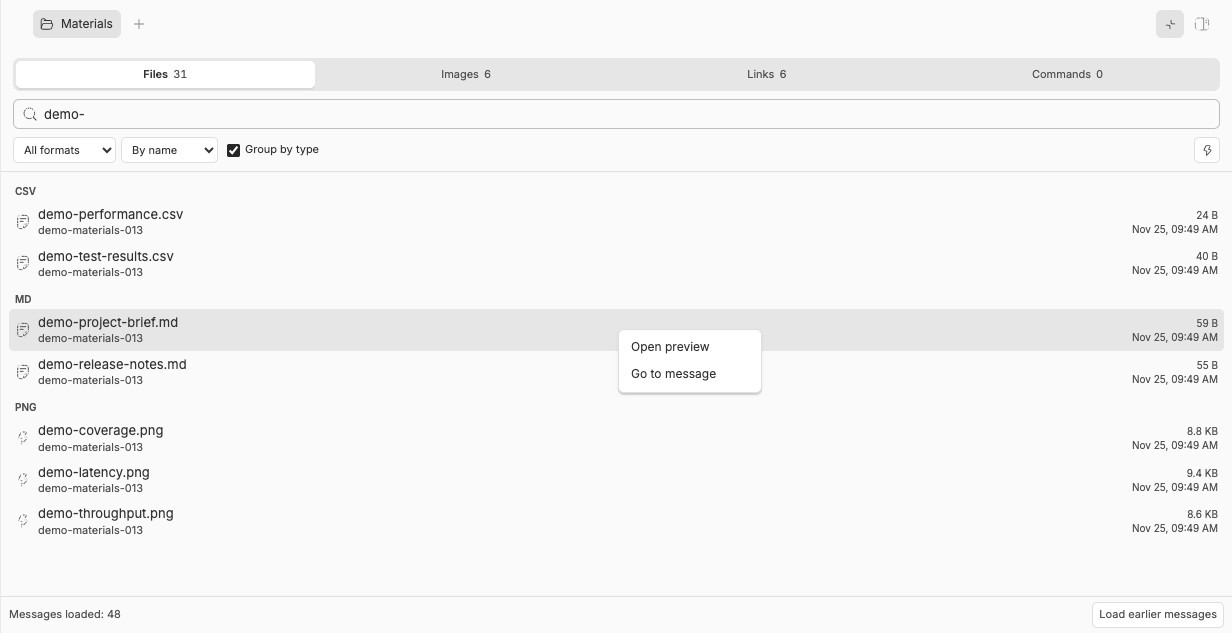 Materials
Files 31
Images 6
Links 6
Commands 0
demo-
All formats
By name
Group by type
CSV
demo-performance.csv
24 B
demo-materials-013
Nov 25, 09:49 AM
demo-test-results.csv
40 B
demo-materials-013
Nov 25, 09:49 AM
MD
demo-project-brief.md
59 B
demo-materials-013
Nov 25, 09:49 AM
Open preview
Go to message
demo-release-notes.md
55 B
demo-materials-013
Nov 25, 09:49 AM
PNG
demo-coverage.png
8.8 KB
demo-materials-013
Nov 25, 09:49 AM
demo-latency.png
9.4 KB
demo-materials-013
Nov 25, 09:49 AM
demo-throughput.png
8.6 KB
demo-materials-013
Nov 25, 09:49 AM
Messages loaded: 48
Load earlier messages